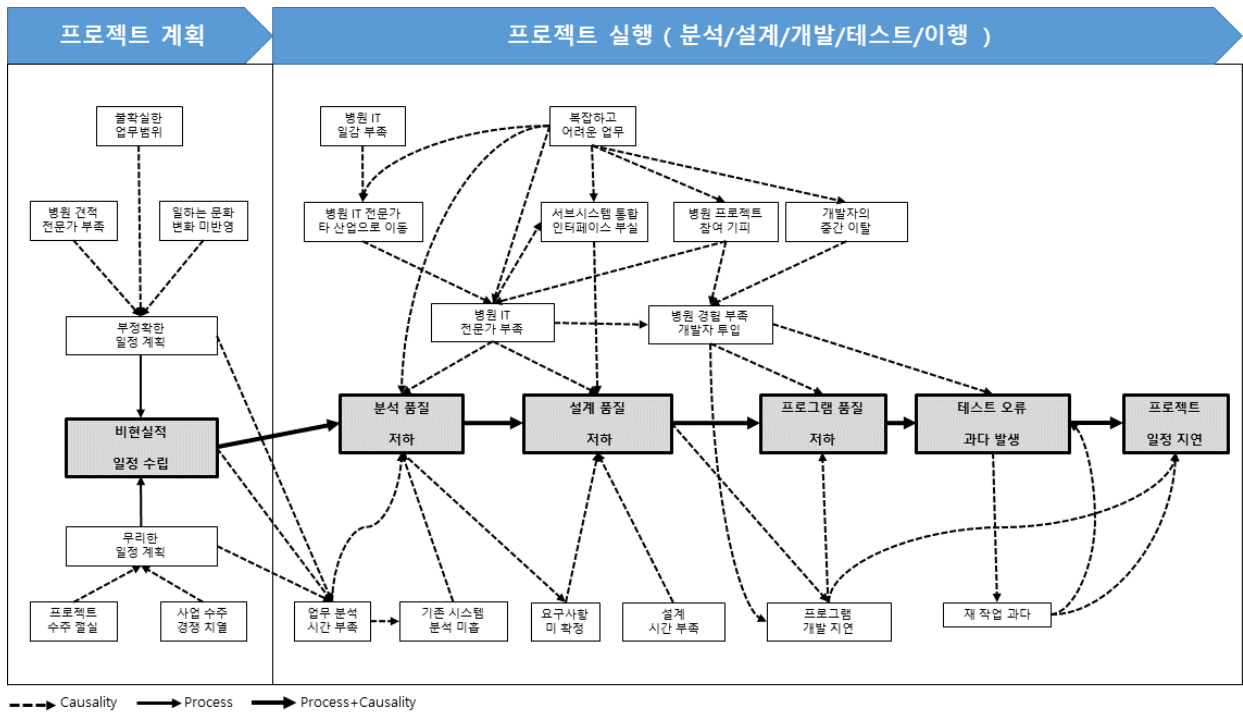 프로젝트 계획
프로젝트 실행 ( 분석/설계/개발/테스트/이행 )
불확실한
업무범위
병원 IT
일감 부족
복잡하고
어려운 업무
병원 견적
전문가 부족
일하는 문화
변화 미반영
병원 IT 전문가
타 산업으로 이동
서브시스템 통합
인터페이스 부실
병원 프로젝트
참여 기피
개발자의
중간 이탈
부정확한
일정 계획
병원 IT
전문가 부족
병원 경험 부족
개발자 투입
비현실적
일정 수립
분석 품질
저하
설계 품질
저하
프로그램 품질
저하
테스트 오류
과다 발생
프로젝트
일정 지연
무리한
일정 계획
프로젝트
수주 절실
사업 수주
경쟁 치열
업무 분석
시간 부족
기존 시스템
분석 미흡
요구사항
미 확정
설계
시간 부족
프로그램
개발 지연
재 작업 과다
Causality
Process
Process+Causality